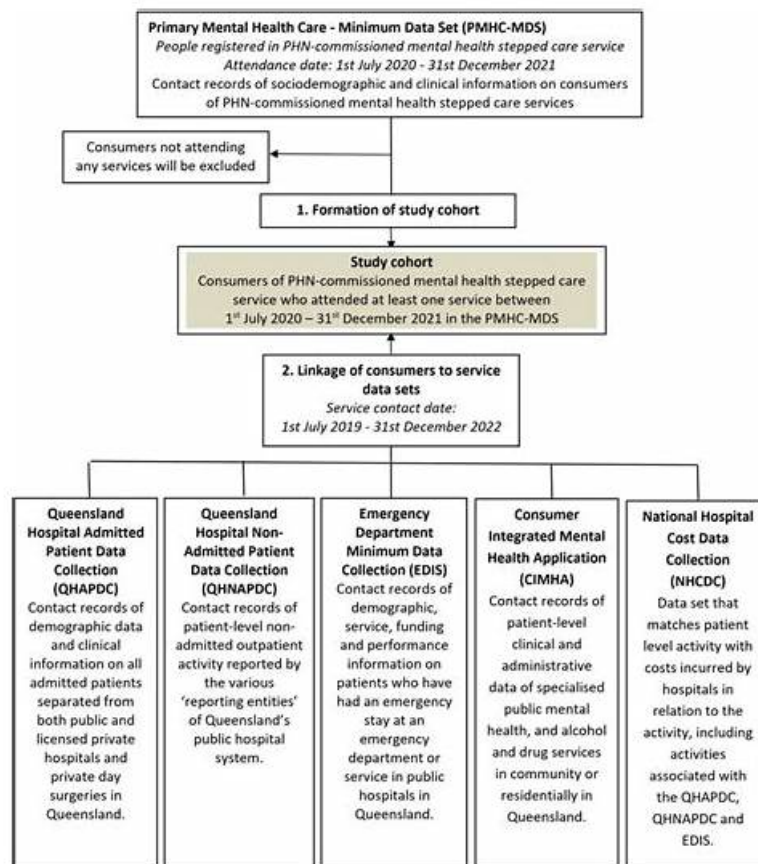 Primary Mental Health Care - Minimum Data Set (PMHC-MDS)
People registered in PHN-commissioned mental health stepped care service
Attendance date: 1st July 2020 - 31st December 2021
Contact records of sociodemographic and clinical information on consumers
of PHN-commissioned mental health stepped care services
Consumers not attending
any services will be excluded
1. Formation of study cohort
Study cohort
Consumers of PHN-commissioned mental health stepped care
service who attended at least one service between
1st July 2020 – 31st December 2021 in the PMHC-MDS
2. Linkage of consumers to service
data sets
Service contact date:
1st July 2019 - 31st December 2022
Queensland
Hospital Admitted
Patient Data
Collection
(QHAPDC)
Contact records of
demographic data
and clinical
information on all
admitted patients
separated from
both public and
licensed private
hospitals and
private day
surgeries in
Queensland.
Queensland
Hospital Non-
Admitted Patient
Data Collection
(QHNAPDC)
Contact records of
patient-level non-
admitted outpatient
activity reported by
the various
‘reporting entities’
of Queensland’s
public hospital
system.
Emergency
Department
Minimum Data
Collection (EDIS)
Contact records of
demographic,
service, funding
and performance
information on
patients who have
had an emergency
stay at an
emergency
department or
service in public
hospitals in
Queensland.
Consumer
Integrated Mental
Health Application
(CIMHA)
Contact records of
patient-level
clinical and
administrative
data of specialised
public mental
health, and alcohol
and drug services
in community or
residentially in
Queensland.
National Hospital
Cost Data
Collection
(NHCDC)
Data set that
matches patient
level activity with
costs incurred by
hospitals in
relation to the
activity, including
activities
associated with
the QHAPDC,
QHNAPDC and
EDIS.